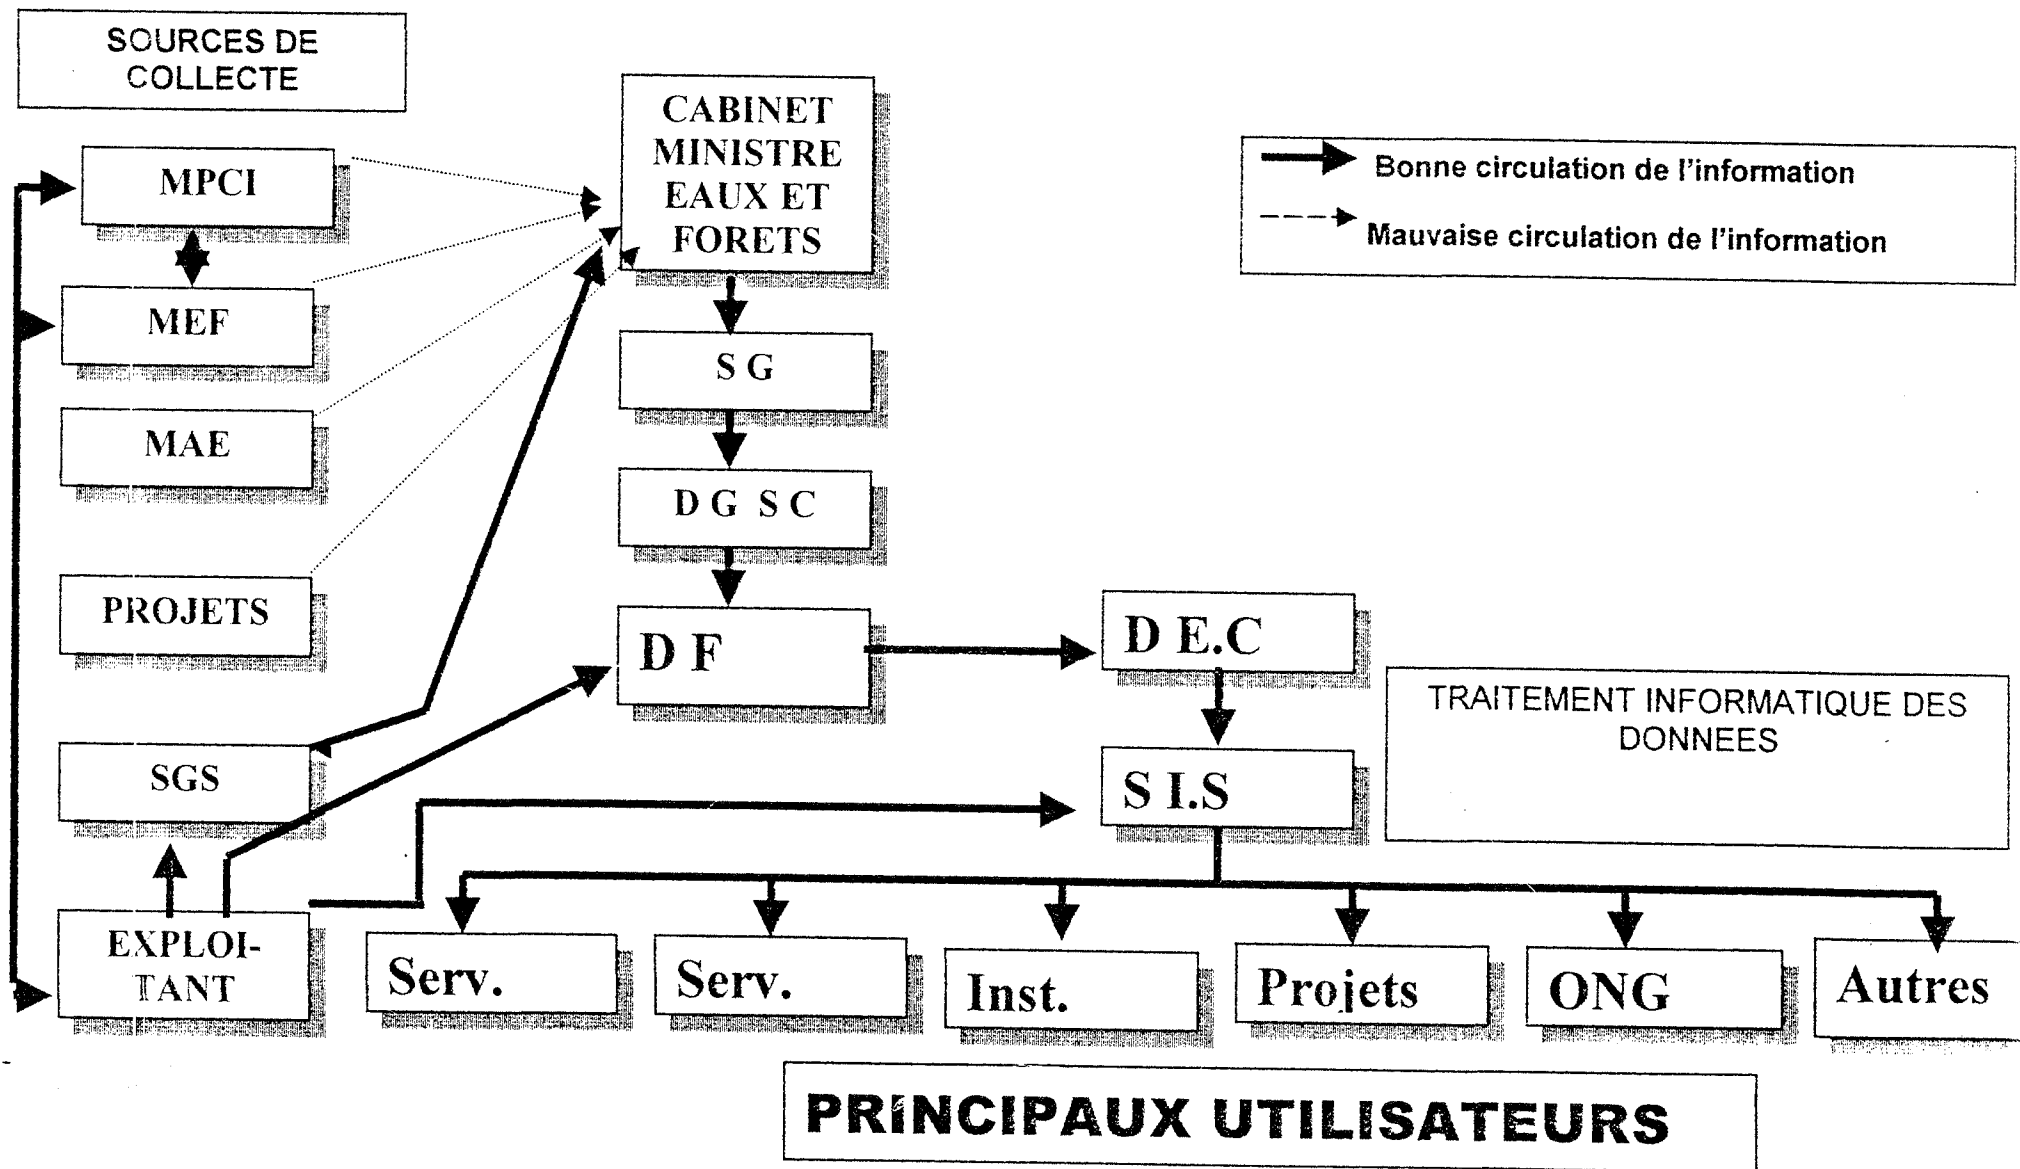 SOURCES DE
COLLECTE
MPCI
MEF
MAE
PROJETS
SGS
EXPLOI-
TANT
CABINET
MINISTRE
EAUX ET
FORETS
S G
D G S C
D F
Bonne circulation de l'information
Mauvaise circulation de l'information
D E.C
S I.S
TRAITEMENT INFORMATIQUE DES
DONNEES
Serv.
Serv.
Inst.
Projets
ONG
Autres
PRINCIPAUX UTILISATEURS